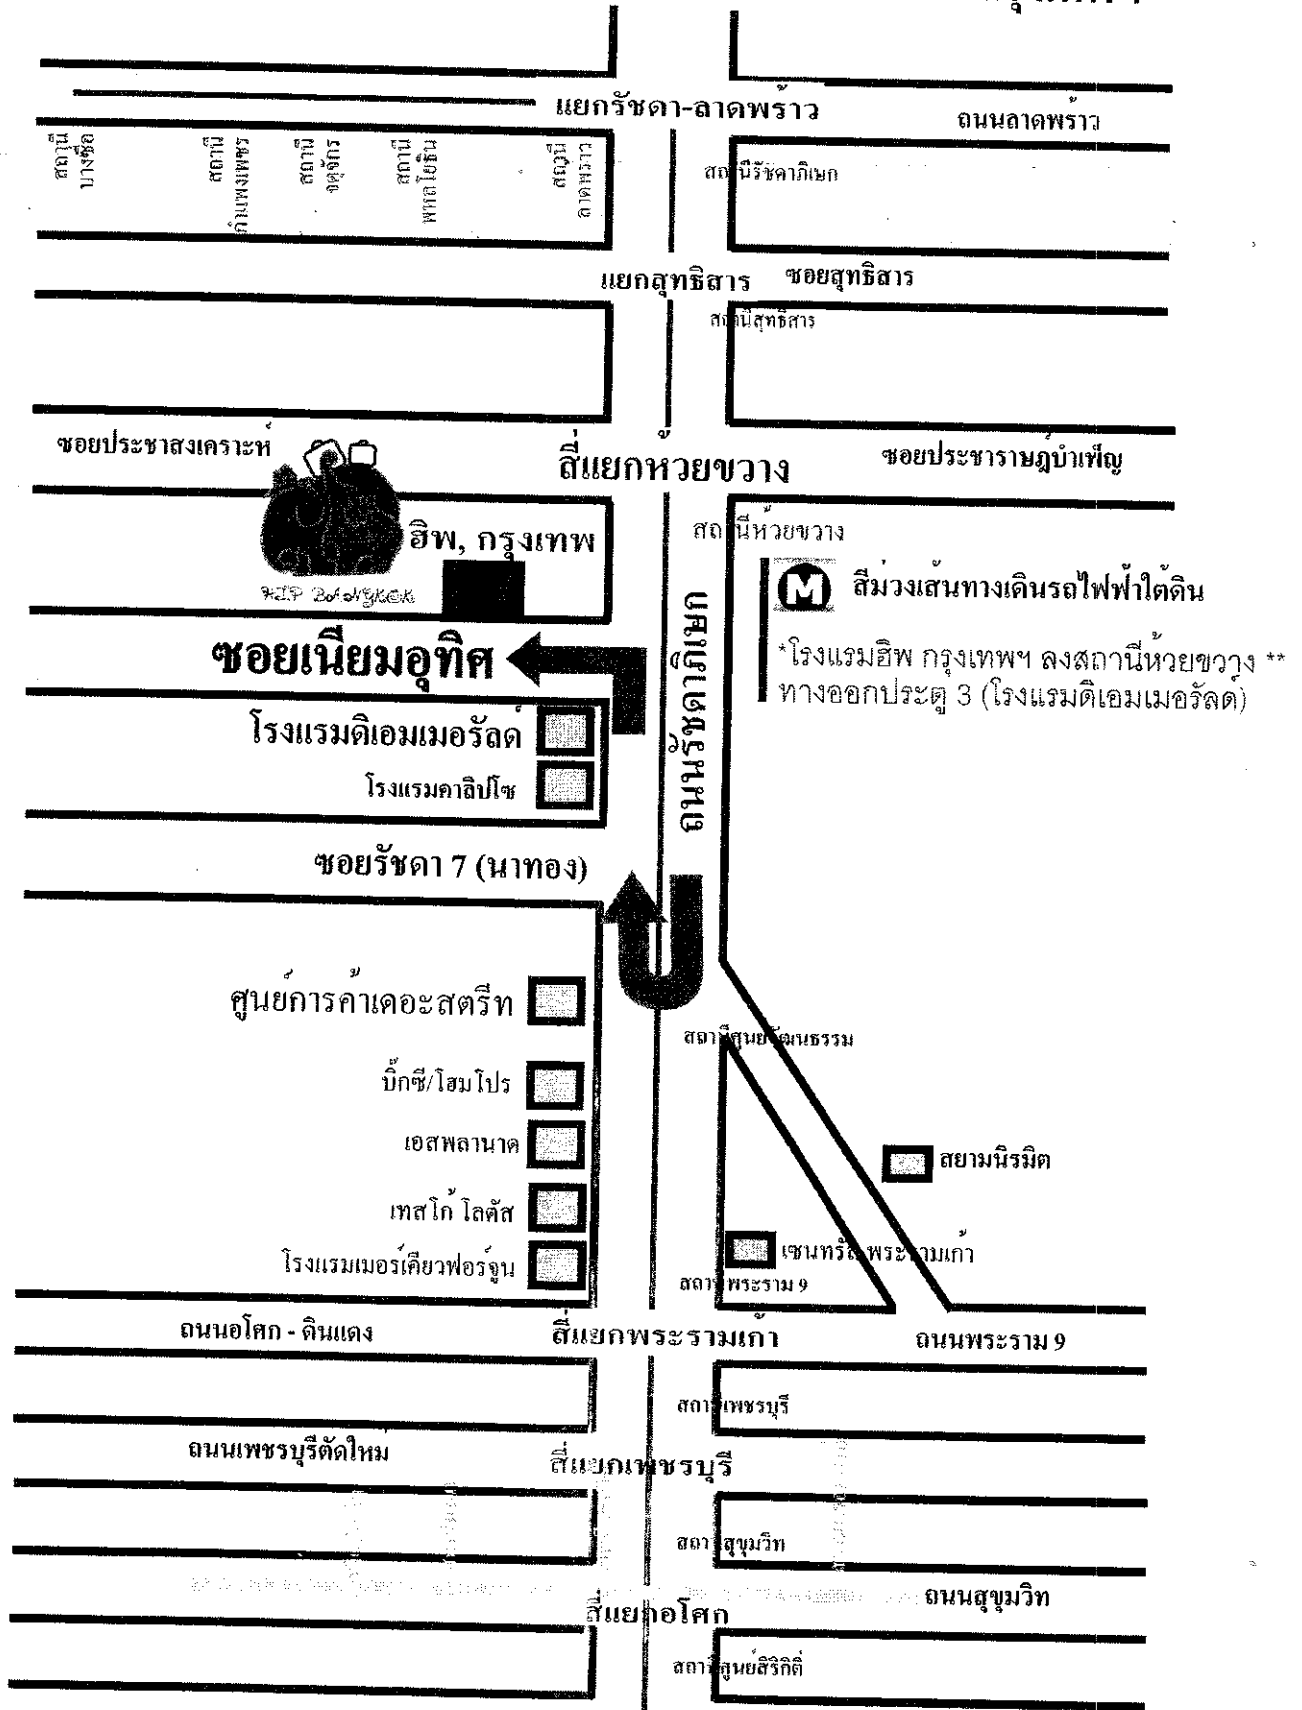 แยกรัชดา-ลาดพร้าว
ถนนลาดพร้าว
สถานี
บางซื่อ
สถานี
กำแพงเพชร
สถานี
จตุจักร
สถานี
พหลโยธิน
สถานี
ลาดพร้าว
สถานีรัชดาภิเษก
แยกสุทธิสาร
ซอยสุทธิสาร
สถานีสุทธิสาร
ซอยประชาสงเคราะห์
สี่แยกห้วยขวาง
ซอยประชาราษฎ์บำเพ็ญ
สถานีห้วยขวาง
ฮิพ, กรุงเทพ
HIP BANGKOK
M สีม่วงเส้นทางเดินรถไฟฟ้าใต้ดิน
ซอยเนียมอุทิศ
*โรงแรมฮิพ กรุงเทพฯ ลงสถานีห้วยขวาง **
ทางออกประตู 3 (โรงแรมดิเอมเมอรัลด์)
ถนนรัชดาภิเษก
โรงแรมดิเอมเมอรัลด์
โรงแรมคาลิปโซ
ซอยรัชดา 7 (นาทอง)
ศูนย์การค้าเดอะสตรีท
สถานีศูนย์วัฒนธรรม
บิ๊กซี/โฮมโปร
เอสพลานาด
สยามนิรมิต
เทสโก้ โลตัส
เซนทรัล พระรามเก้า
โรงแรมเมอร์เคียวฟอร์จูน
สถานีพระราม 9
ถนนอโศก - ดินแดง
สี่แยกพระรามเก้า
ถนนพระราม 9
สถานีเพชรบุรี
ถนนเพชรบุรีตัดใหม่
สี่แยกเพชรบุรี
สถานีสุขุมวิท
ถนนสุขุมวิท
สี่แยกอโศก
สถานีศูนย์สิริกิติ์